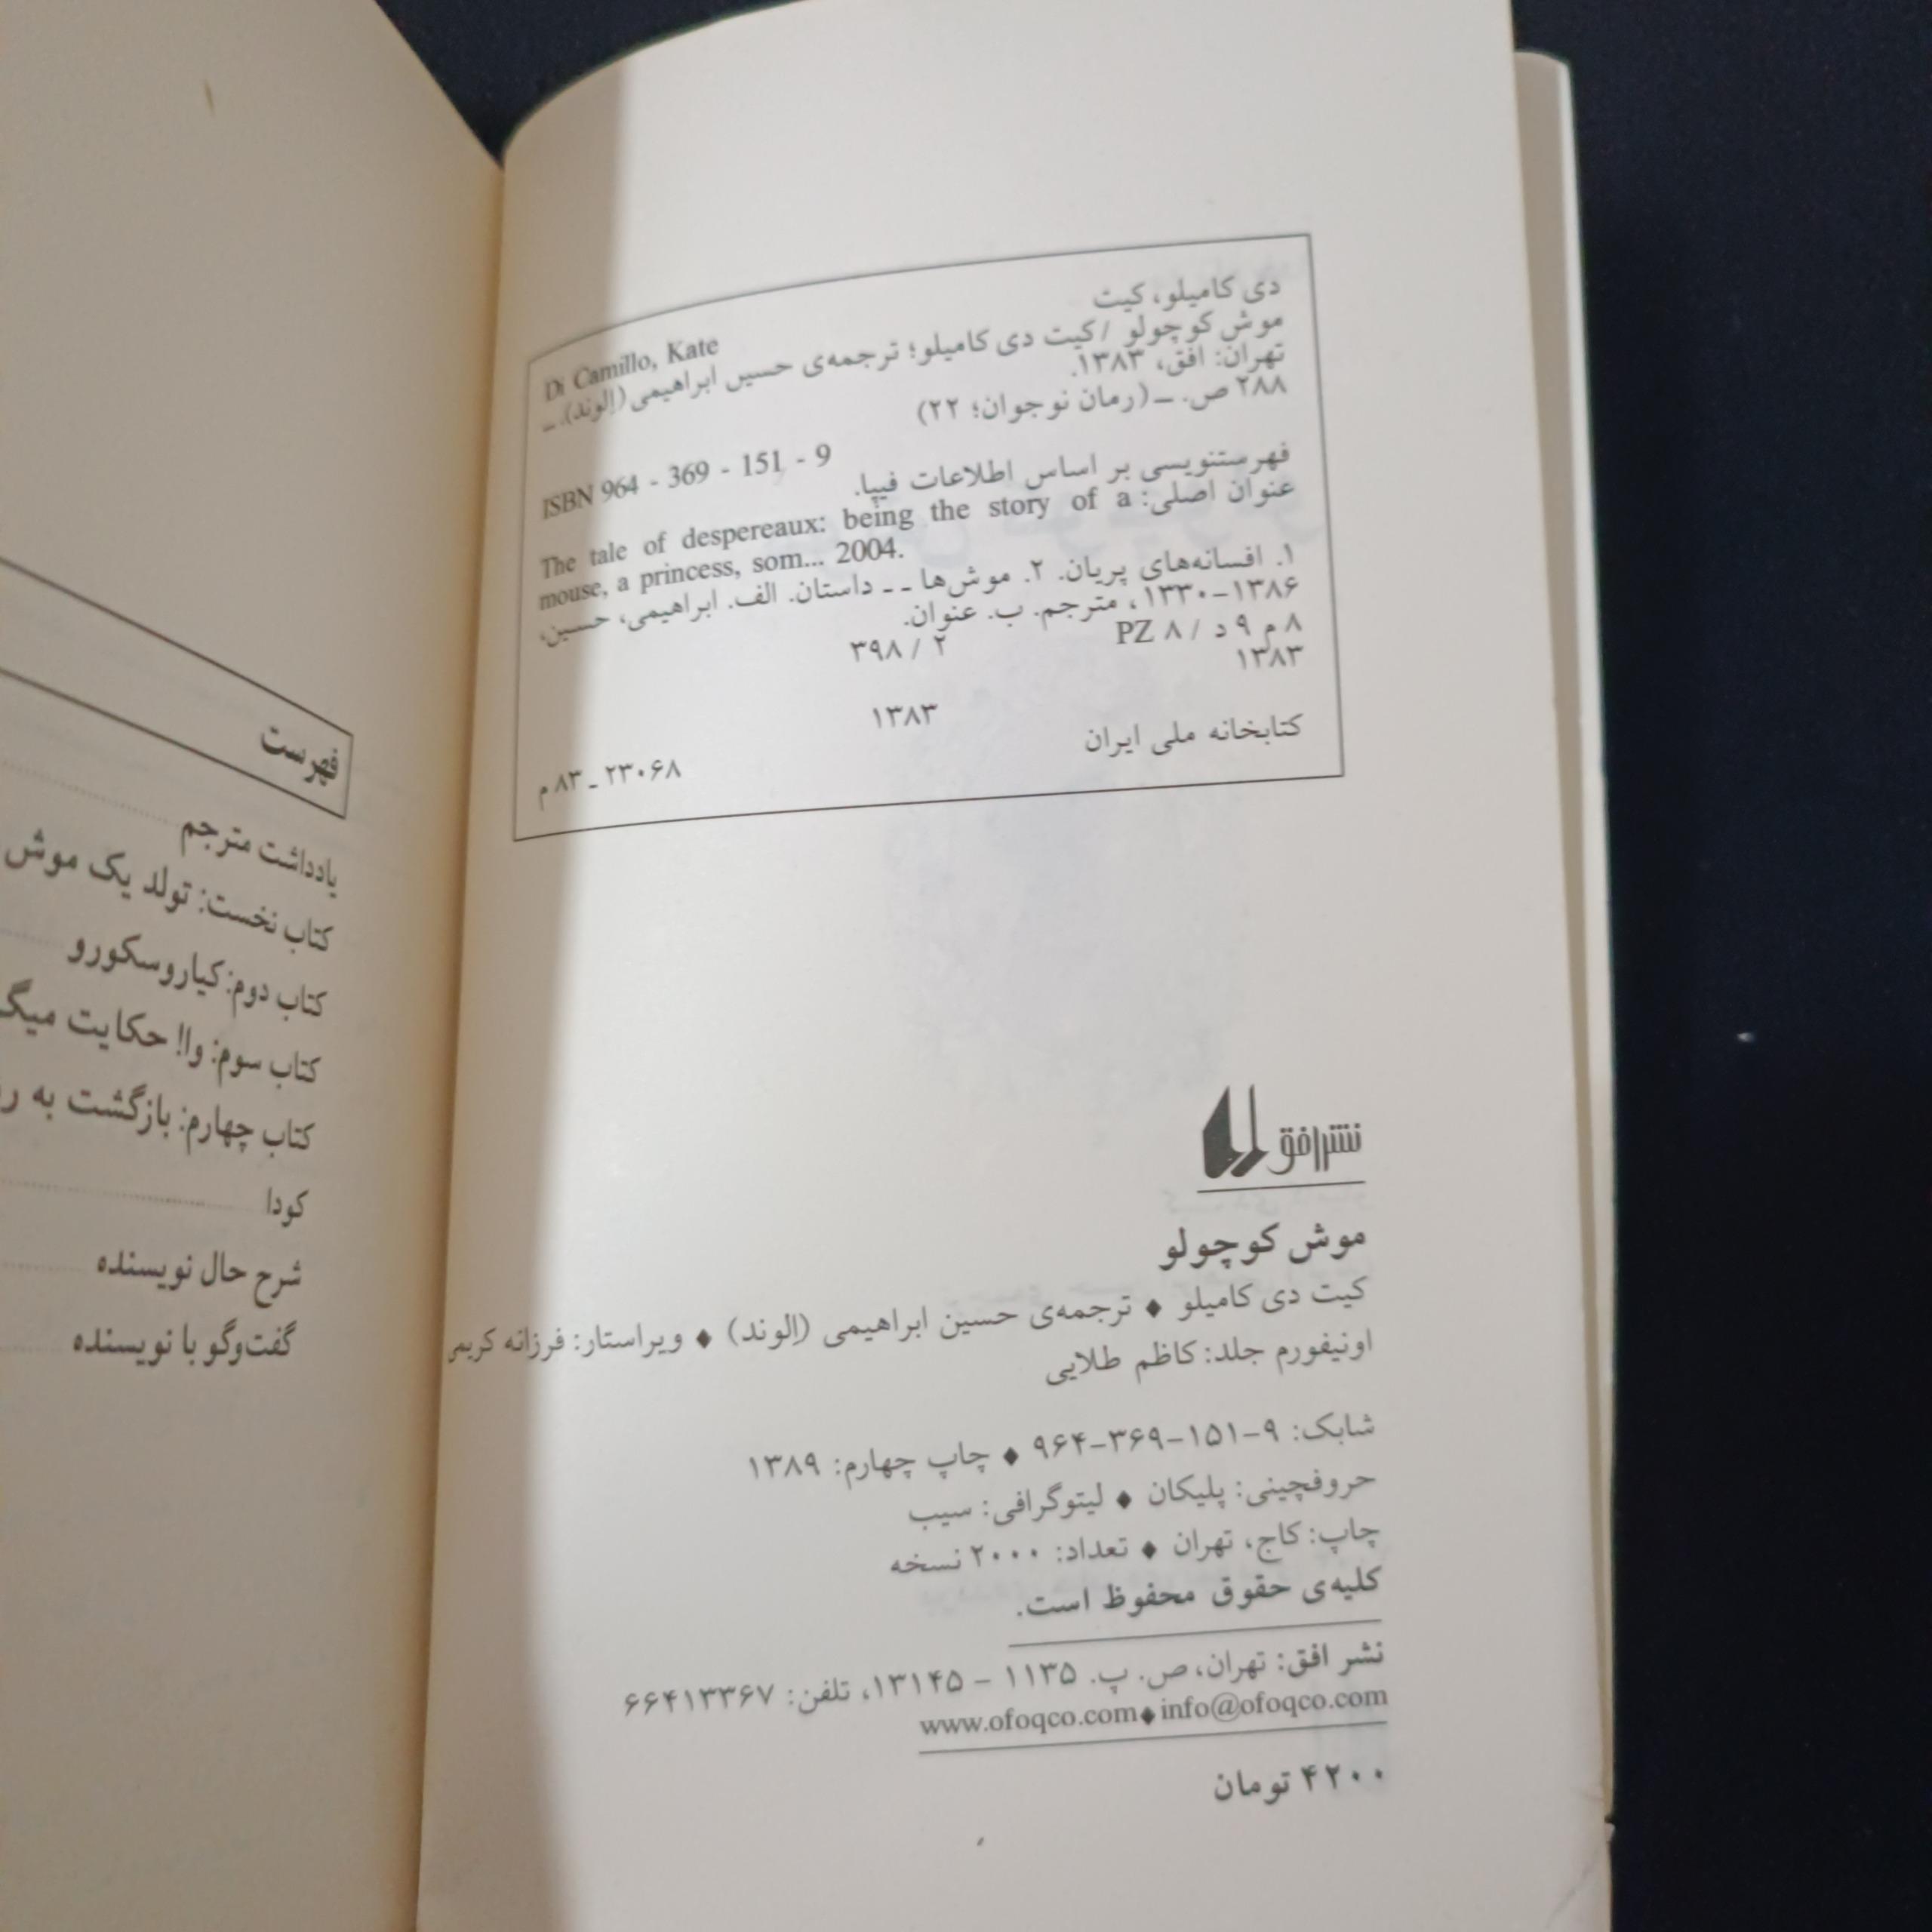 دی کامیلو، کیت
Di Camillo, Kate
موش کوچولو / کیت دی کامیلو؛ ترجمه‌ی حسین ابراهیمی (اِلوند). ـ
تهران: افق، ۱۳۸۳.
۲۸۸ ص. ـ (رمان نوجوان؛ ۲۲)
ISBN 964 - 369 - 151 - 9
فهرستنویسی بر اساس اطلاعات فیپا.
عنوان اصلی: The tale of despereaux: being the story of a
mouse, a princess, som... 2004.
۱. افسانه‌های پریان. ۲. موش‌ها ـ ـ داستان. الف. ابراهیمی، حسین،
۱۳۳۰-۱۳۸۶، مترجم. ب. عنوان.
۸ م ۹ د / PZ ۸
۳۹۸ / ۲
۱۳۸۳
۱۳۸۳
کتابخانه ملی ایران
۲۳۰۶۸ ـ ۸۳ م
نشر افق
موش کوچولو
کیت دی کامیلو ♦ ترجمه‌ی حسین ابراهیمی (اِلوند) ♦ ویراستار: فرزانه کریمی
اونیفورم جلد: کاظم طلایی
شابک: ۹-۱۵۱-۳۶۹-۹۶۴ ♦ چاپ چهارم: ۱۳۸۹
حروفچینی: پلیکان ♦ لیتوگرافی: سیب
چاپ: کاج، تهران ♦ تعداد: ۲۰۰۰ نسخه
کلیه‌ی حقوق محفوظ است.
نشر افق: تهران، ص. پ. ۱۱۳۵ - ۱۳۱۴۵، تلفن: ۶۶۴۱۳۳۶۷
www.ofoqco.com♦info@ofoqco.com
۴۲۰۰ تومان
فهرست
یادداشت مترجم
کتاب نخست: تولد یک موش
کتاب دوم: کیاروسکورو
کتاب سوم: وا! حکایت میگ
کتاب چهارم: بازگشت به
کودا
شرح حال نویسنده
گفت‌وگو با نویسنده